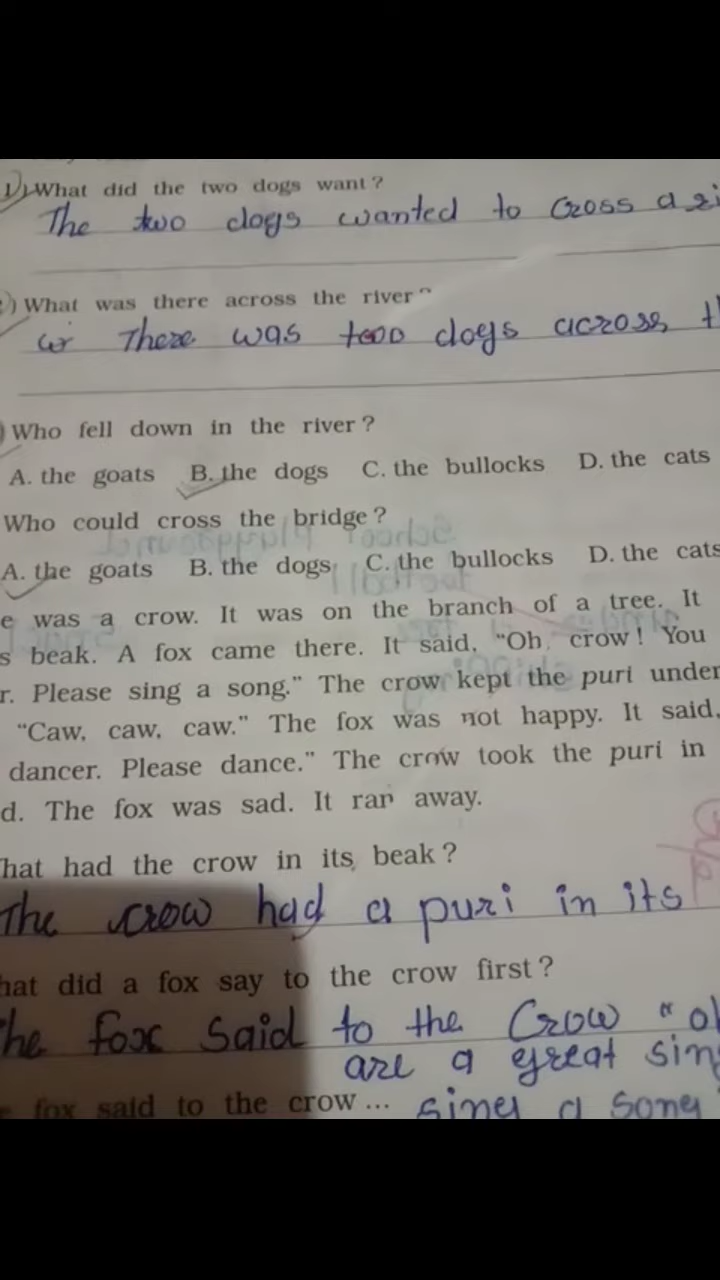 1) What did the two dogs want?
The two dogs wanted to cross a
) What was there across the river
There was two dogs across
) Who fell down in the river?
A. the goats B. the dogs C. the bullocks D. the cats
Who could cross the bridge?
A. the goats B. the dogs C. the bullocks D. the cats
e was a crow. It was on the branch of a tree. It
s beak. A fox came there. It said, "Oh, crow! You
r. Please sing a song." The crow kept the puri under
"Caw, caw, caw." The fox was not happy. It said,
dancer. Please dance." The crow took the puri in
d. The fox was sad. It ran away.
hat had the crow in its beak?
The crow had a puri in its
hat did a fox say to the crow first?
he fox said to the Crow "oh
are a great sing
e fox said to the crow ... sing a song